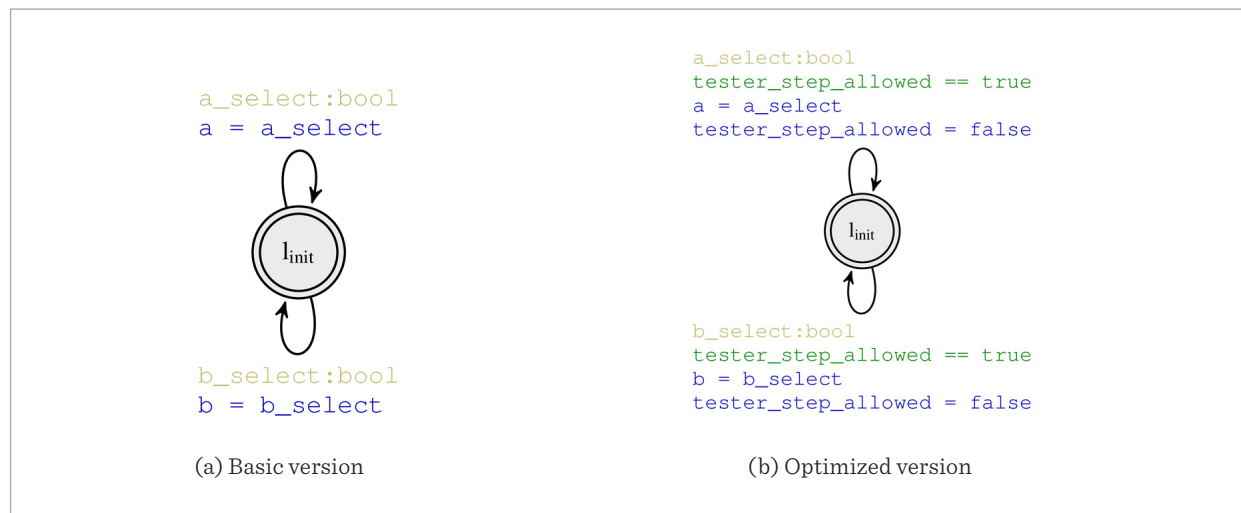 a_select:bool
a = a_select
l_init
b_select:bool
b = b_select
(a) Basic version
a_select:bool
tester_step_allowed == true
a = a_select
tester_step_allowed = false
l_init
b_select:bool
tester_step_allowed == true
b = b_select
tester_step_allowed = false
(b) Optimized version